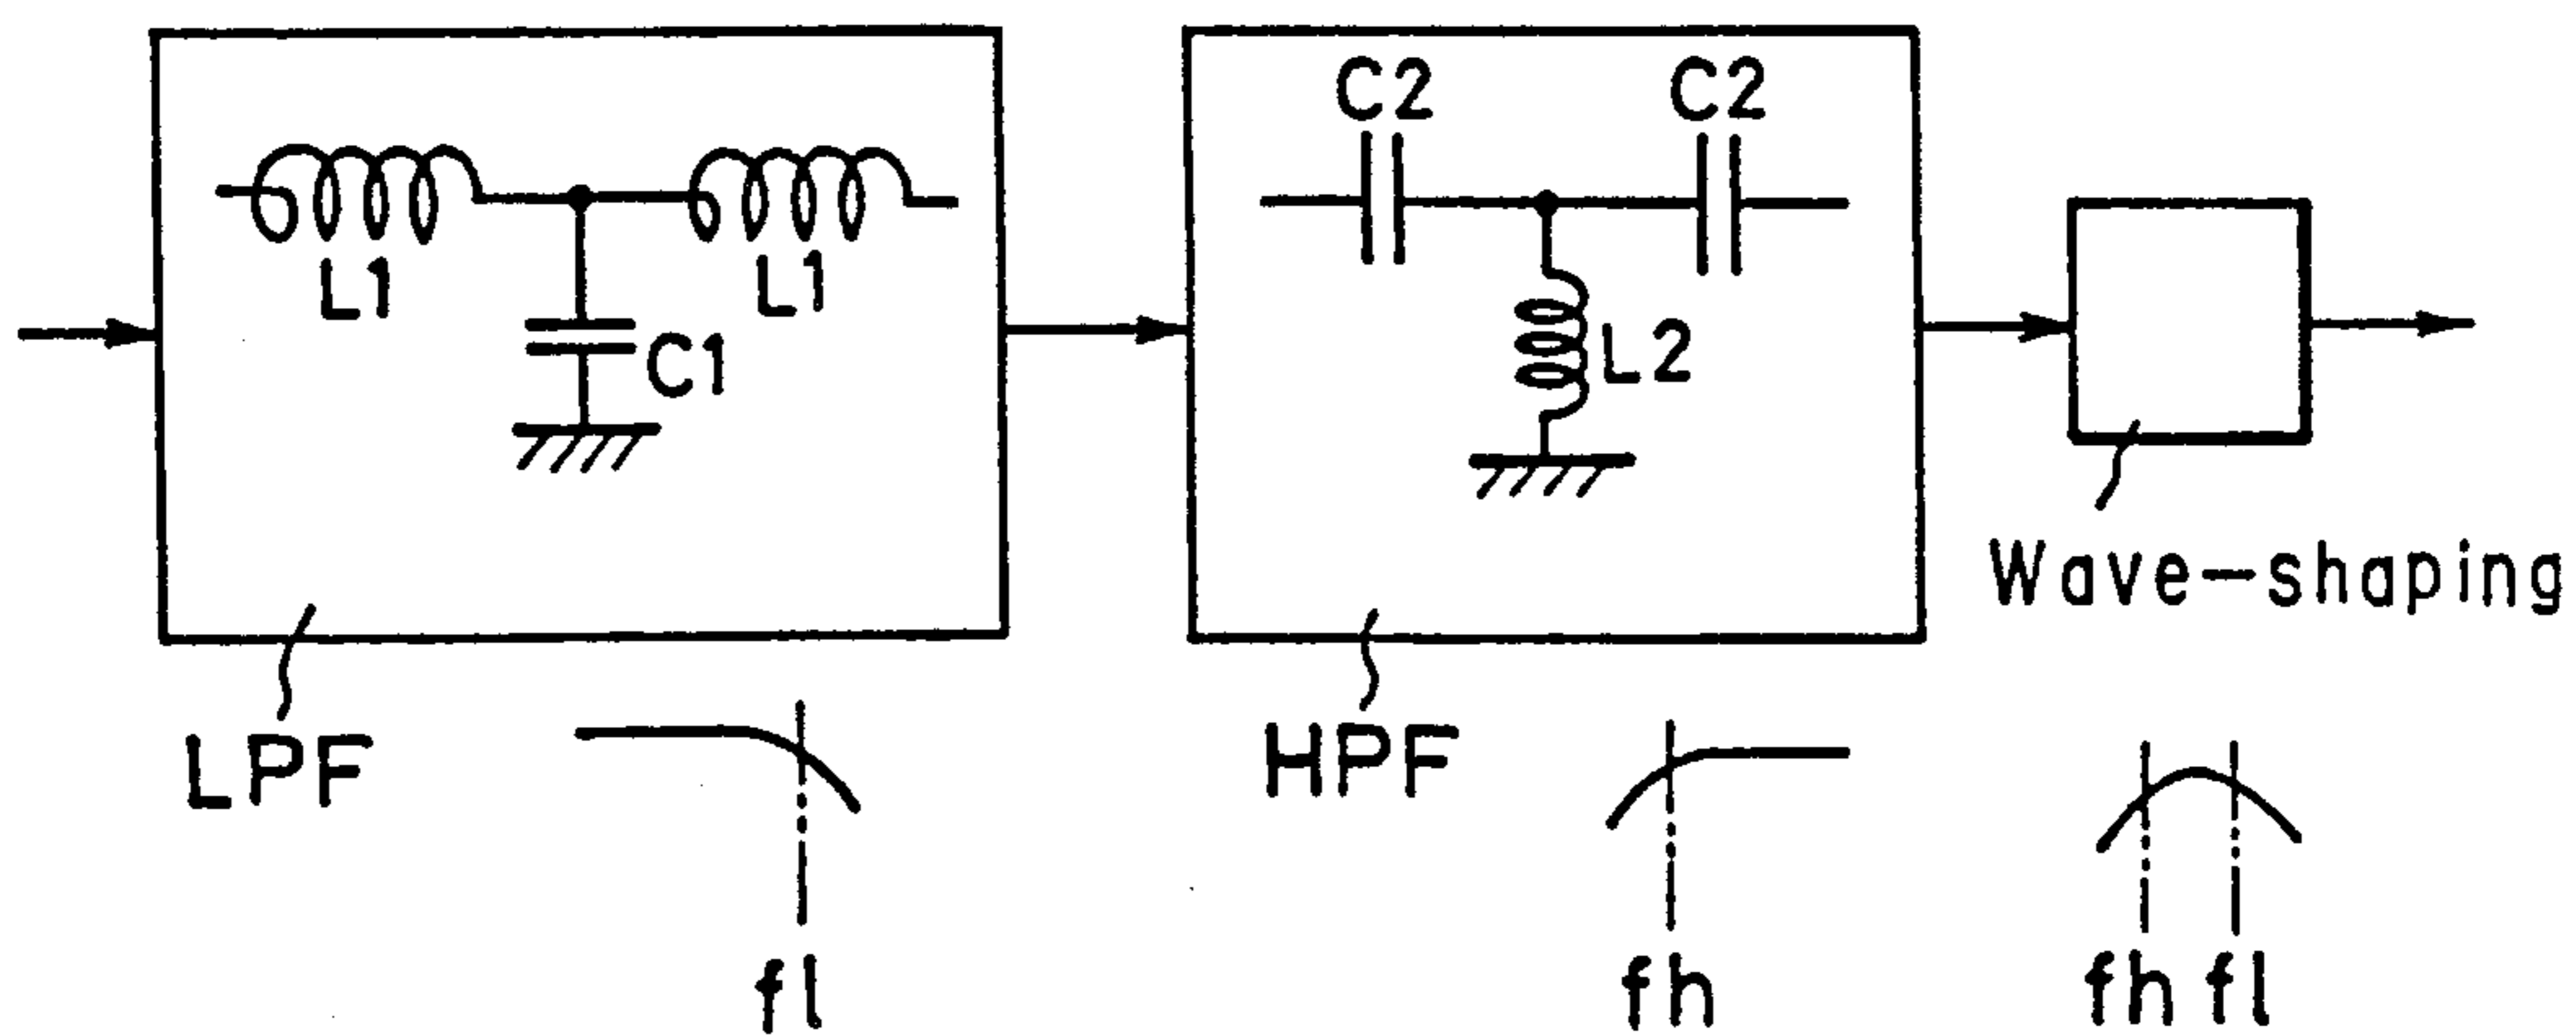 C2 C2
L1 L1
C1
L2
Wave-shaping
LPF
HPF
fl
fh
fh fl